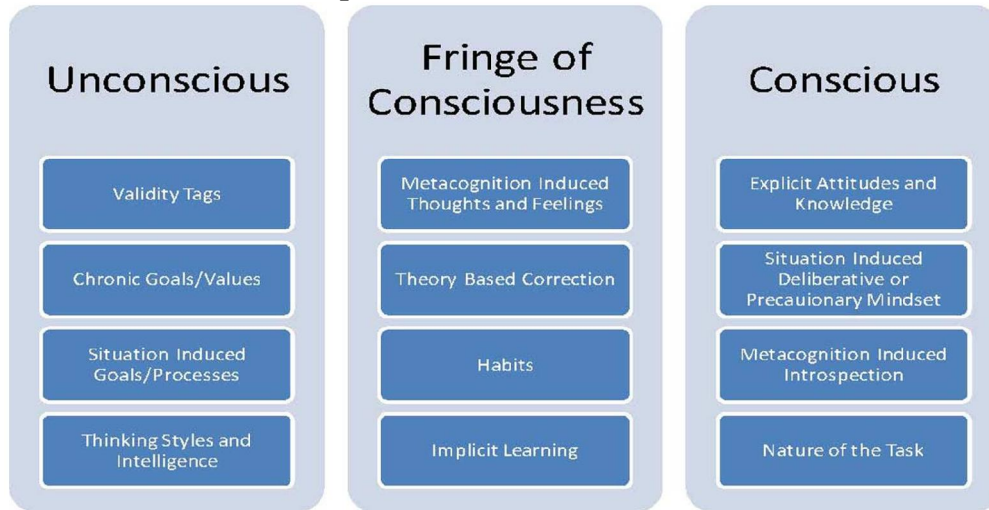 Unconscious
Validity Tags
Chronic Goals/Values
Situation Induced
Goals/Processes
Thinking Styles and
Intelligence
Fringe of
Consciousness
Metacognition Induced
Thoughts and Feelings
Theory Based Correction
Habits
Implicit Learning
Conscious
Explicit Attitudes and
Knowledge
Situation Induced
Deliberative or
Precauionary Mindset
Metacognition Induced
Introspection
Nature of the Task